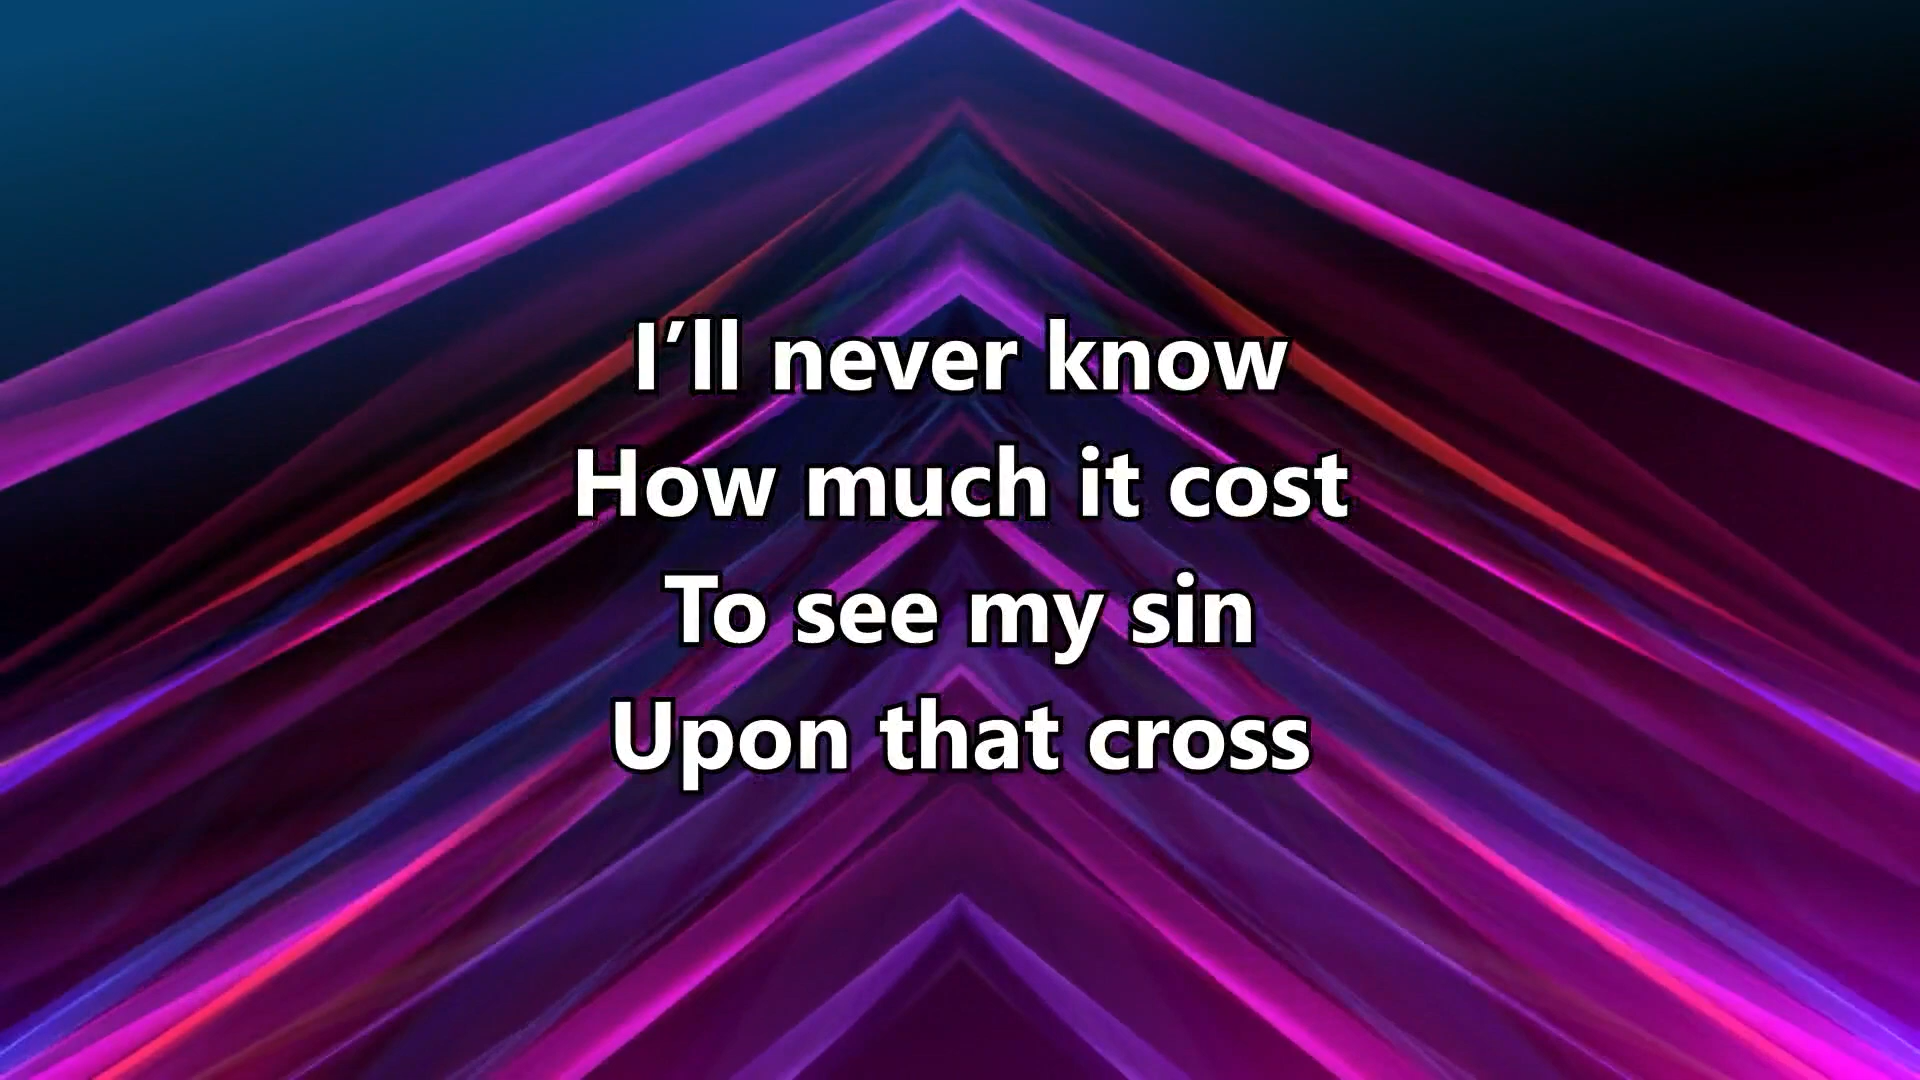 I’ll never know
How much it cost
To see my sin
Upon that cross